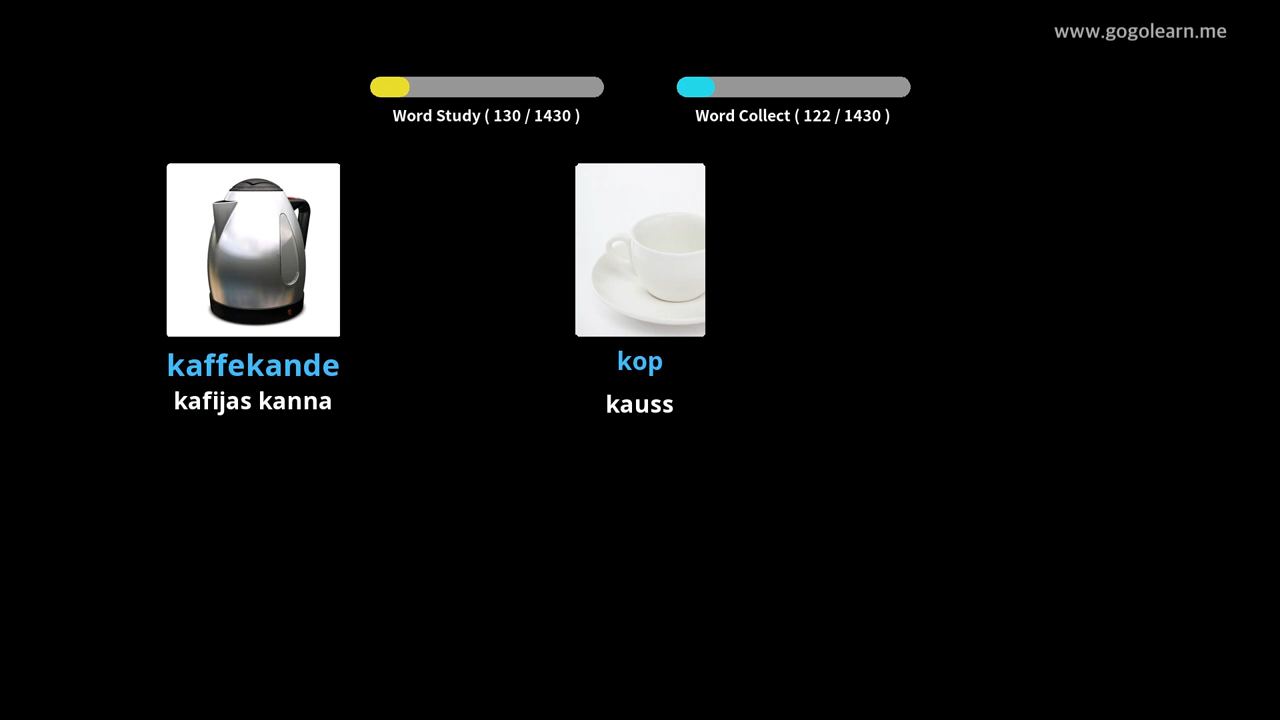 www.gogolearn.me
Word Study ( 130 / 1430 )
Word Collect ( 122 / 1430 )
kaffekande
kafijas kanna
kop
kauss